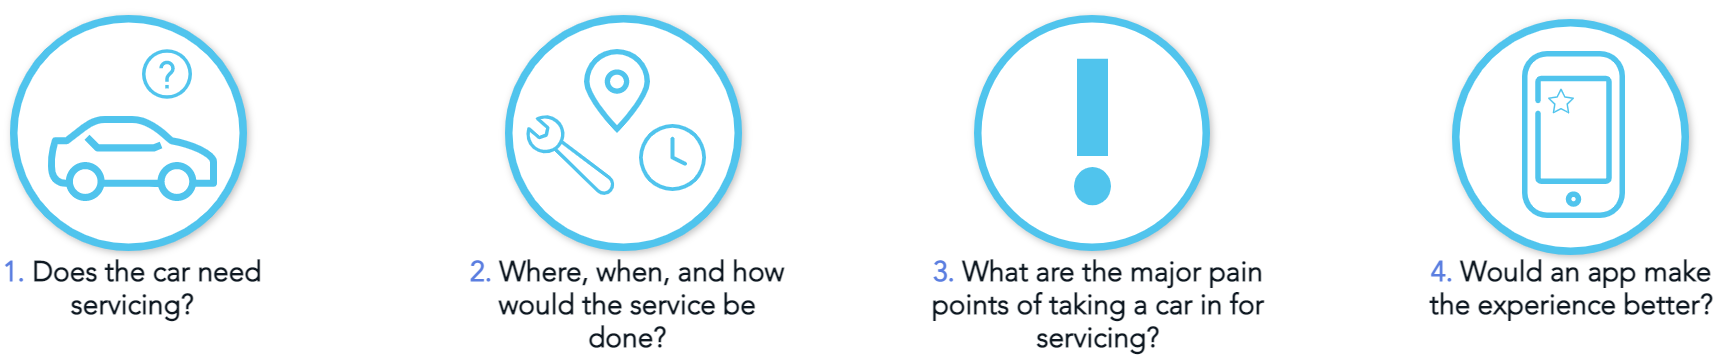 ?
1. Does the car need
servicing?
2. Where, when, and how
would the service be
done?
3. What are the major pain
points of taking a car in for
servicing?
4. Would an app make
the experience better?